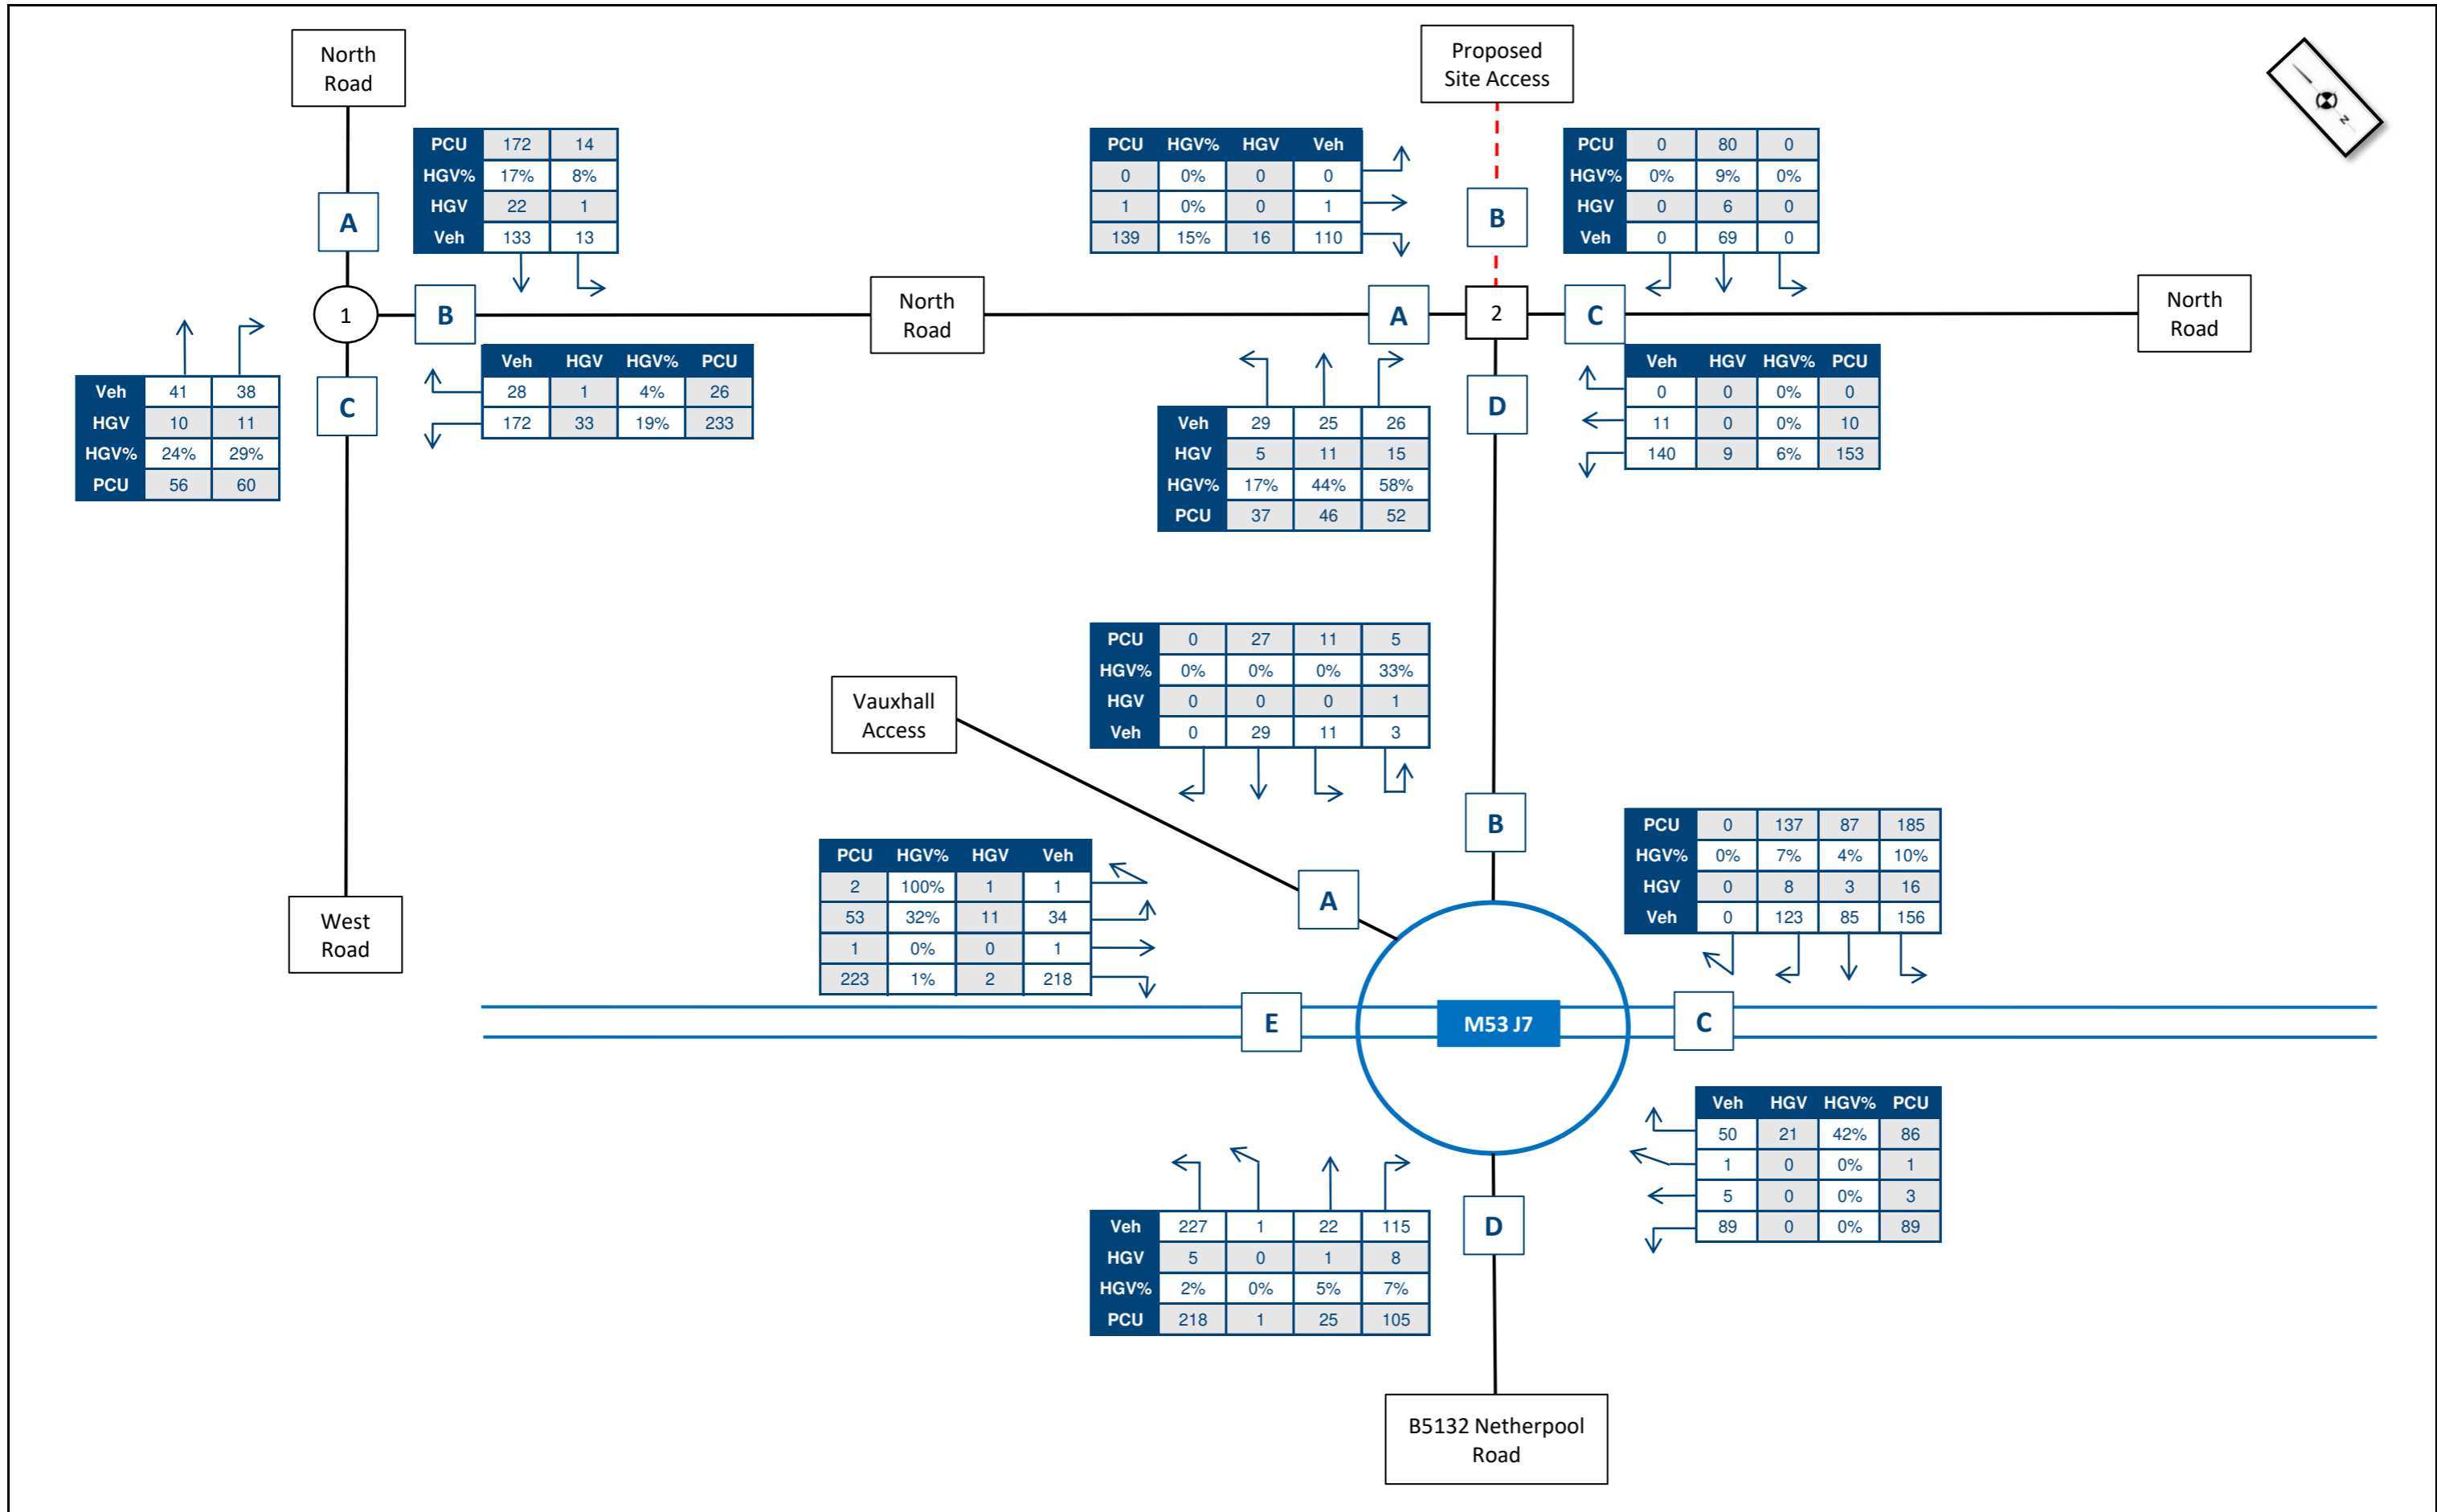 North
Road
Proposed
Site Access
N
PCU 172 14
HGV% 17% 8%
HGV 22 1
Veh 133 13
PCU HGV% HGV Veh
0 0% 0 0
1 0% 0 1
139 15% 16 110
PCU 0 80 0
HGV% 0% 9% 0%
HGV 0 6 0
Veh 0 69 0
A
B
1
B
North
Road
A
2
C
North
Road
Veh 41 38
HGV 10 11
HGV% 24% 29%
PCU 56 60
C
Veh HGV HGV% PCU
28 1 4% 26
172 33 19% 233
Veh 29 25 26
HGV 5 11 15
HGV% 17% 44% 58%
PCU 37 46 52
D
Veh HGV HGV% PCU
0 0 0% 0
11 0 0% 10
140 9 6% 153
PCU 0 27 11 5
HGV% 0% 0% 0% 33%
HGV 0 0 0 1
Veh 0 29 11 3
Vauxhall
Access
B
PCU HGV% HGV Veh
2 100% 1 1
53 32% 11 34
1 0% 0 1
223 1% 2 218
A
PCU 0 137 87 185
HGV% 0% 7% 4% 10%
HGV 0 8 3 16
Veh 0 123 85 156
West
Road
E
M53 J7
C
Veh HGV HGV% PCU
50 21 42% 86
1 0 0% 1
5 0 0% 3
89 0 0% 89
Veh 227 1 22 115
HGV 5 0 1 8
HGV% 2% 0% 5% 7%
PCU 218 1 25 105
D
B5132 Netherpool
Road